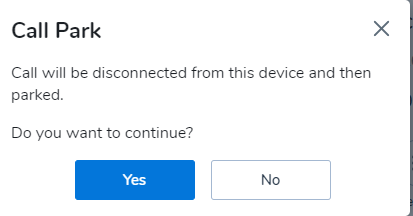 Call Park
Call will be disconnected from this device and then
parked.
Do you want to continue?
Yes
No